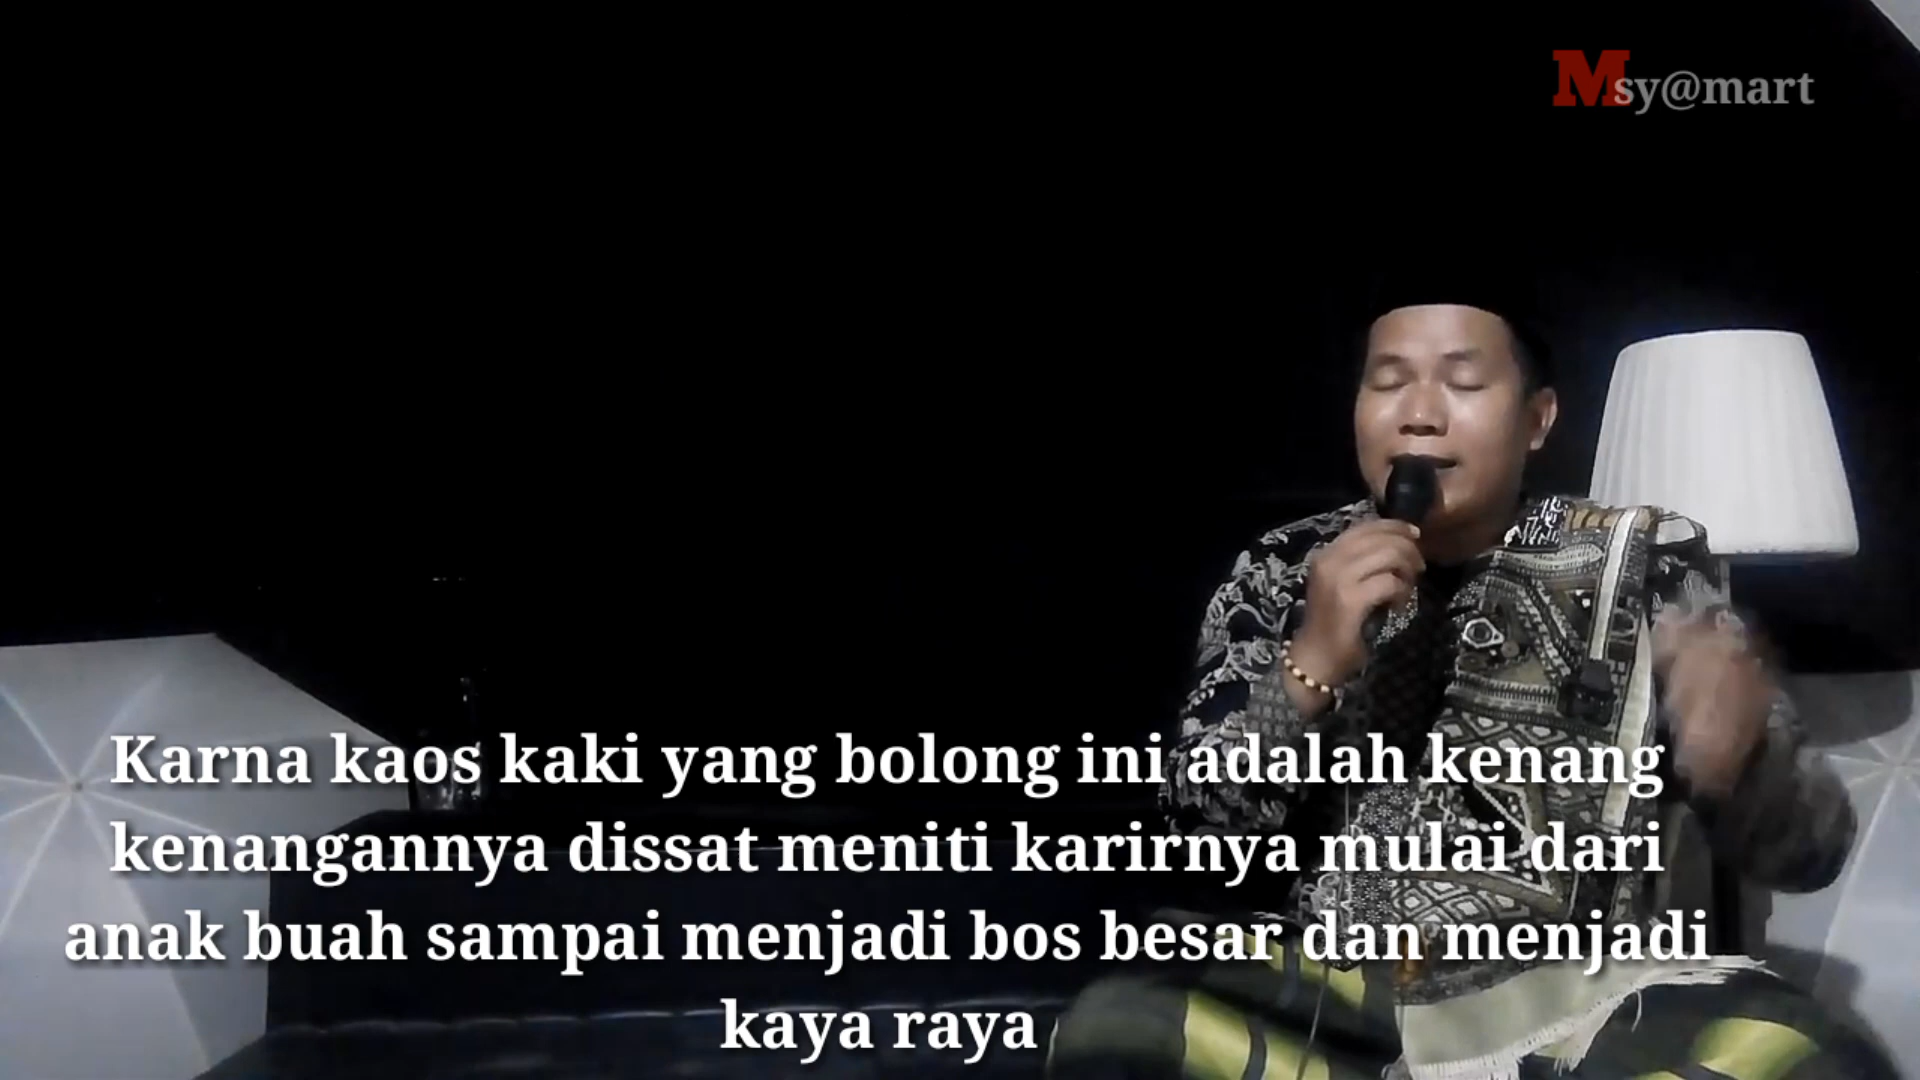 Msy@mart
Karna kaos kaki yang bolong ini adalah kenang
kenangannya dissat meniti karirnya mulai dari
anak buah sampai menjadi bos besar dan menjadi
kaya raya